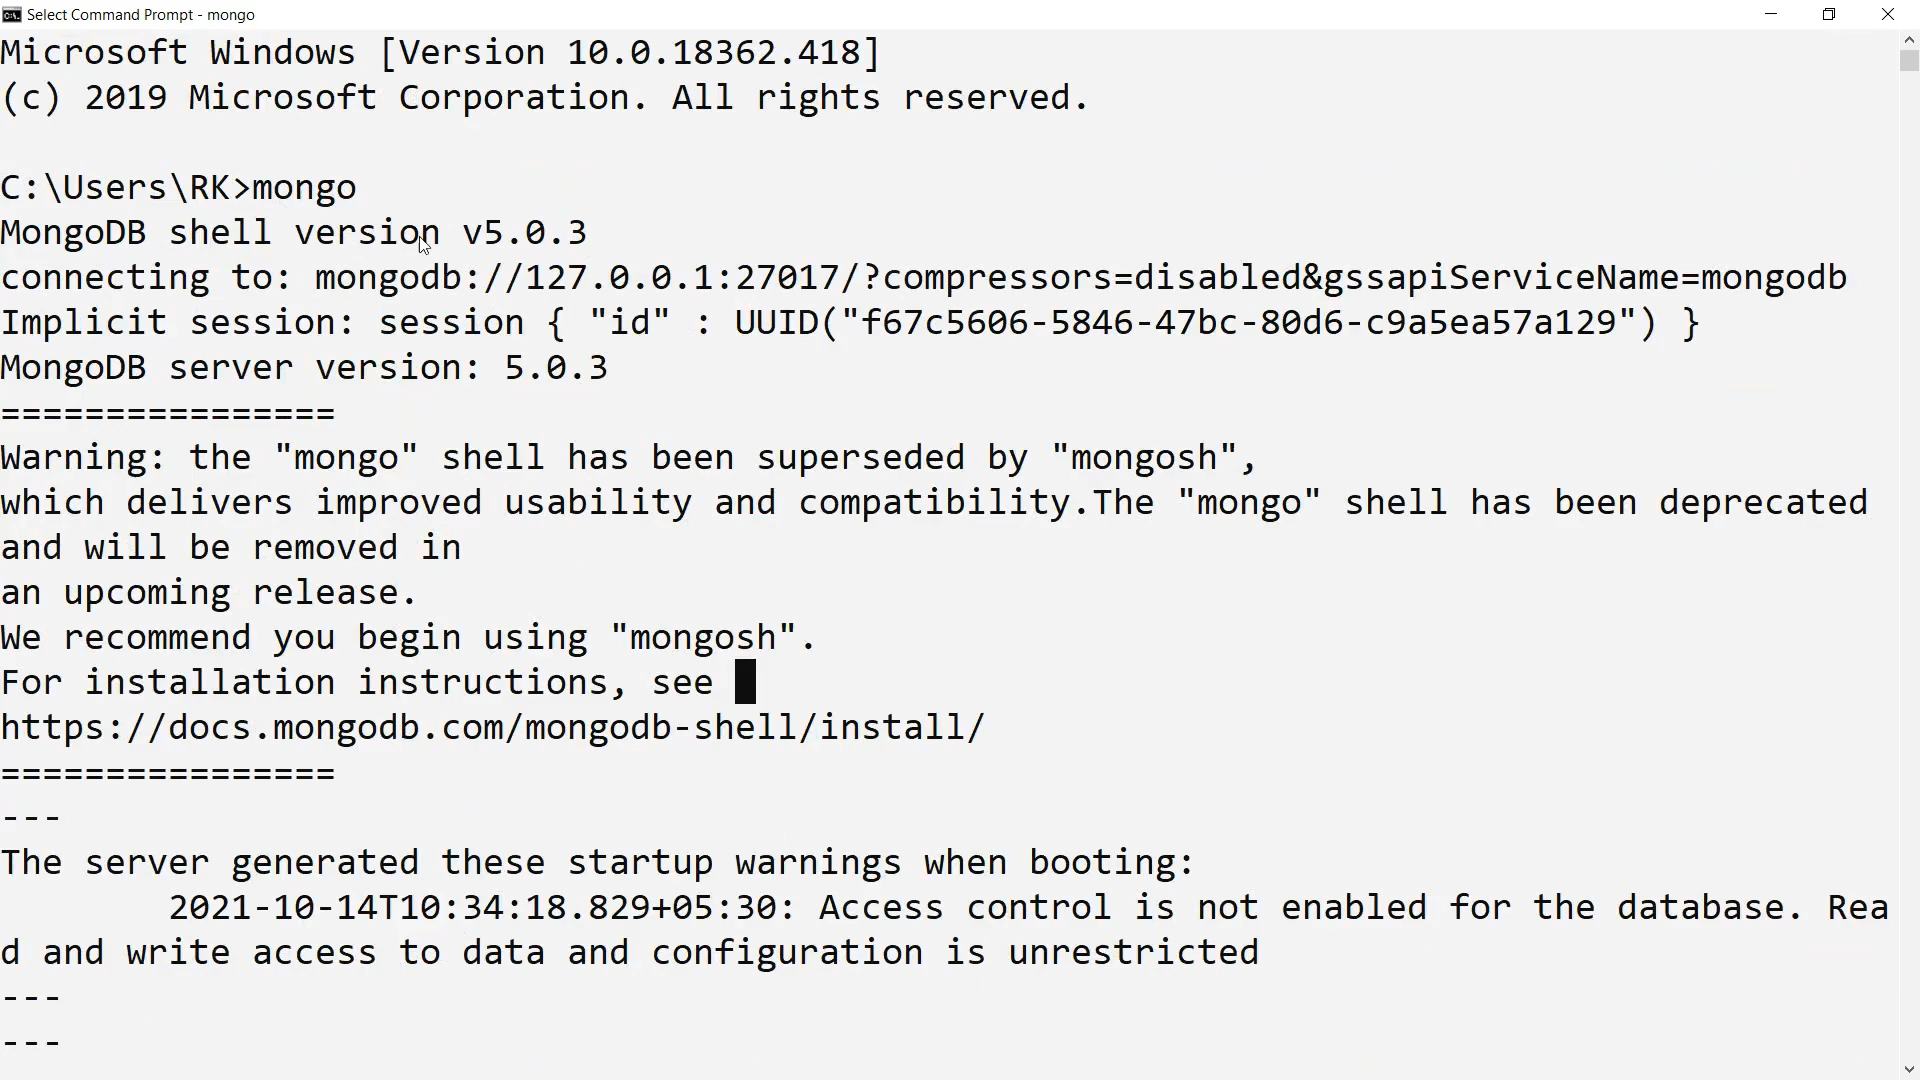 Select Command Prompt - mongo
Microsoft Windows [Version 10.0.18362.418]
(c) 2019 Microsoft Corporation. All rights reserved.
C:\Users\RK>mongo
MongoDB shell version v5.0.3
connecting to: mongodb://127.0.0.1:27017/?compressors=disabled&gssapiServiceName=mongodb
Implicit session: session { "id" : UUID("f67c5606-5846-47bc-80d6-c9a5ea57a129") }
MongoDB server version: 5.0.3
================
Warning: the "mongo" shell has been superseded by "mongosh",
which delivers improved usability and compatibility.The "mongo" shell has been deprecated
and will be removed in
an upcoming release.
We recommend you begin using "mongosh".
For installation instructions, see
https://docs.mongodb.com/mongodb-shell/install/
================
---
The server generated these startup warnings when booting:
2021-10-14T10:34:18.829+05:30: Access control is not enabled for the database. Rea
d and write access to data and configuration is unrestricted
---
---